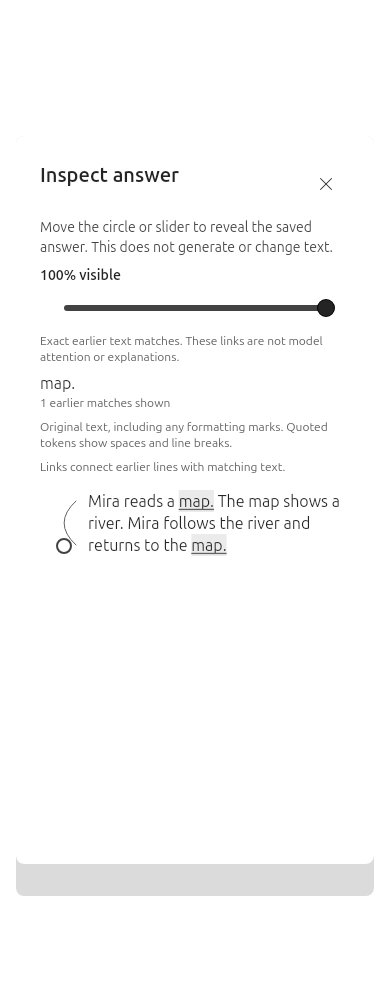 Inspect answer
Move the circle or slider to reveal the saved
answer. This does not generate or change text.
100% visible
Exact earlier text matches. These links are not model
attention or explanations.
map.
1 earlier matches shown
Original text, including any formatting marks. Quoted
tokens show spaces and line breaks.
Links connect earlier lines with matching text.
Mira reads a map. The map shows a
river. Mira follows the river and
returns to the map.